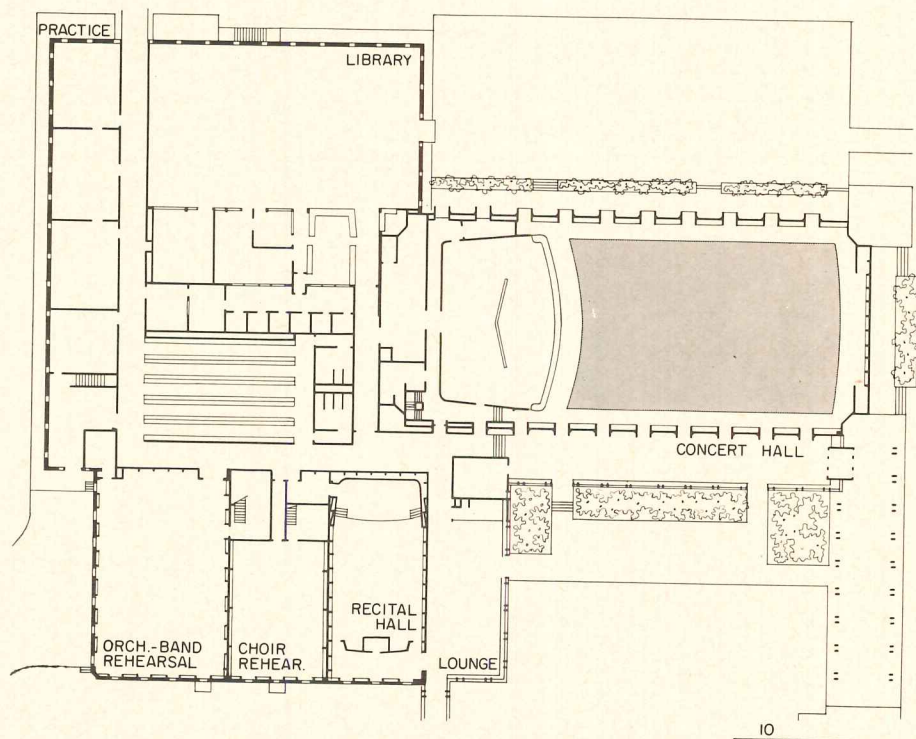 PRACTICE
LIBRARY
CONCERT HALL
RECITAL
HALL
ORCH.-BAND
REHEARSAL
CHOIR
REHEAR.
LOUNGE
10